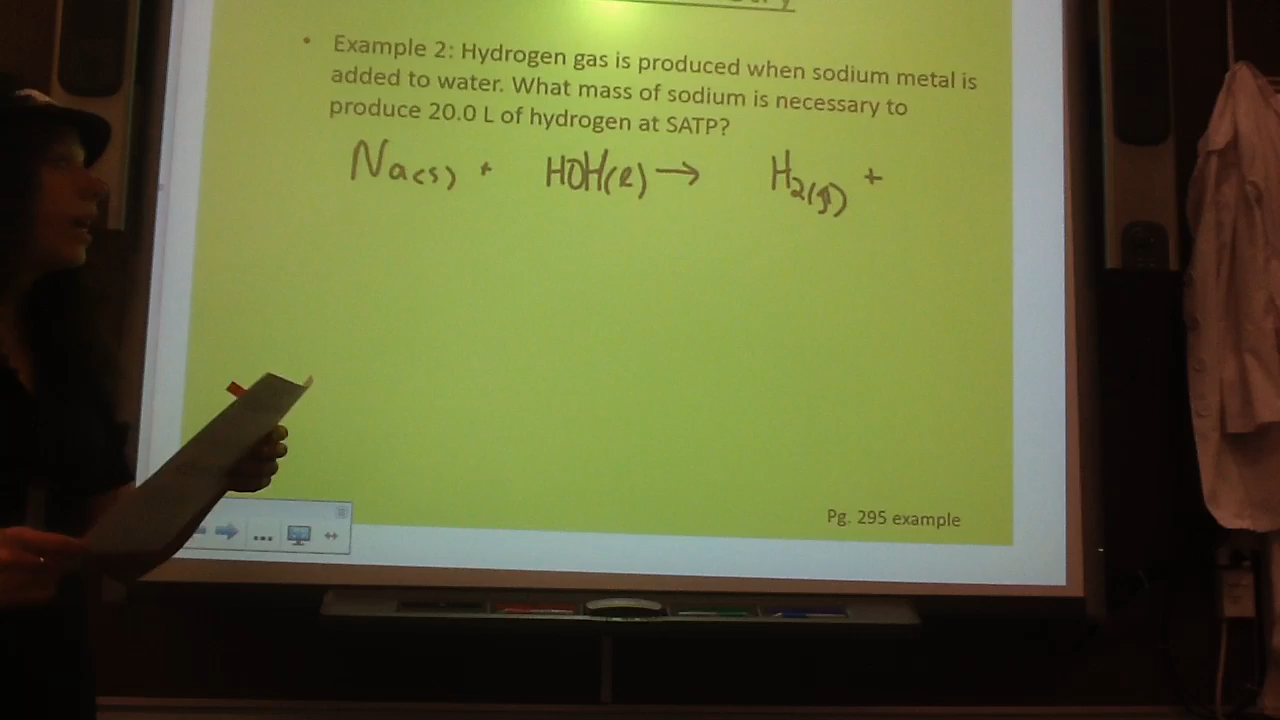 • Example 2: Hydrogen gas is produced when sodium metal is
added to water. What mass of sodium is necessary to
produce 20.0 L of hydrogen at SATP?
Na(s) + HOH(l) → H₂(g) +
Pg. 295 example